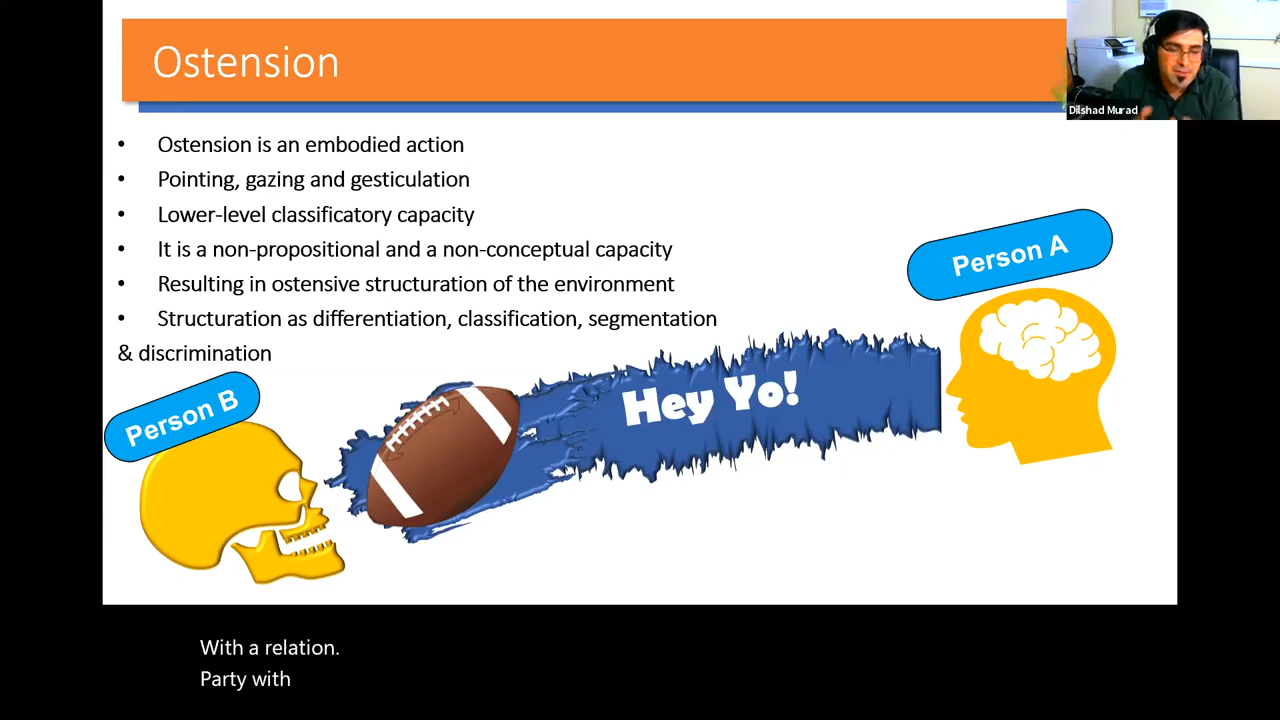 Ostension
Dilshad Murad
• Ostension is an embodied action
• Pointing, gazing and gesticulation
• Lower-level classificatory capacity
• It is a non-propositional and a non-conceptual capacity
• Resulting in ostensive structuration of the environment
• Structuration as differentiation, classification, segmentation
& discrimination
Person A
Hey Yo!
Person B
With a relation.
Party with